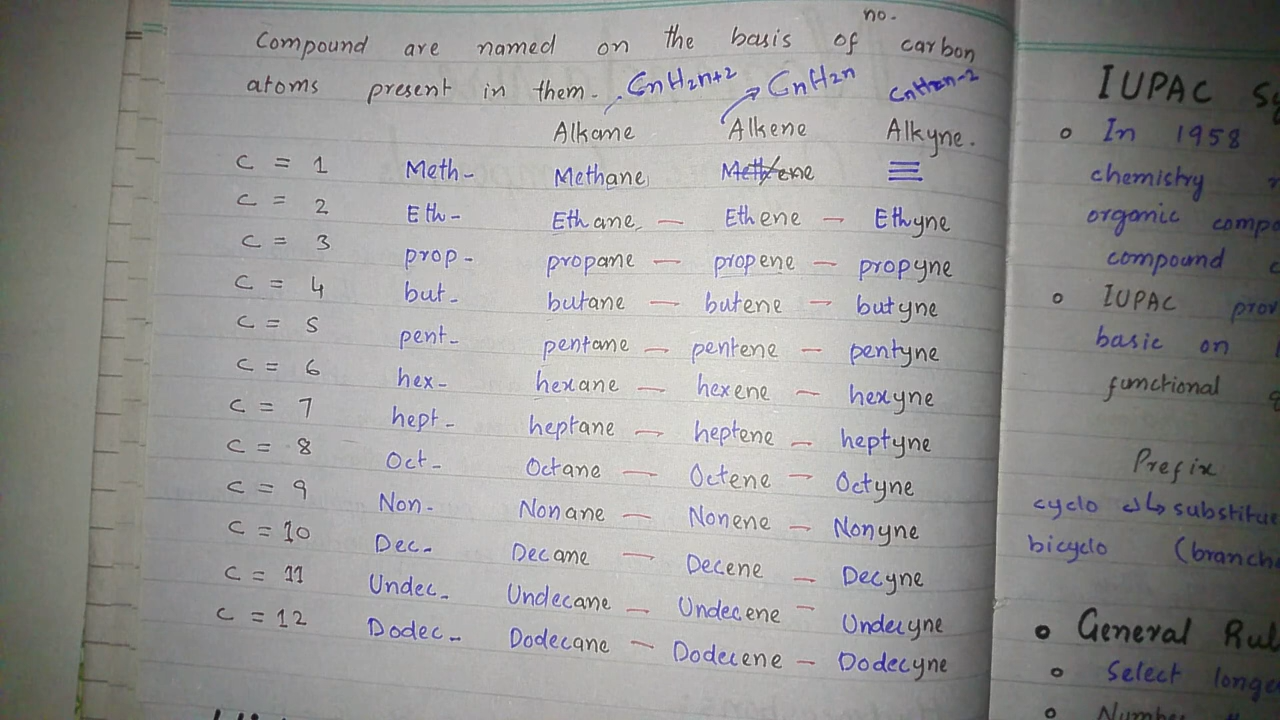 no.
Compound are named on the basis of carbon
atoms present in them. CnH2n+2 CnH2n CnH2n-2
Alkane Alkene Alkyne.
C = 1 Meth- Methane Methene ≡
C = 2 Eth- Ethane — Ethene — Ethyne
C = 3 prop- propane — propene — propyne
C = 4 but- butane — butene — butyne
C = 5 pent- pentane — pentene — pentyne
C = 6 hex- hexane — hexene — hexyne
C = 7 hept- heptane — heptene — heptyne
C = 8 Oct- Octane — Octene — Octyne
C = 9 Non- Nonane — Nonene — Nonyne
C = 10 Dec- Decane — Decene — Decyne
C = 11 Undec- Undecane — Undecene — Undecyne
C = 12 Dodec- Dodecane — Dodecene — Dodecyne
IUPAC
In 1958
chemistry
organic
compound
IUPAC
basic on
functional
Prefix
cyclo
bicyclo
General
Select